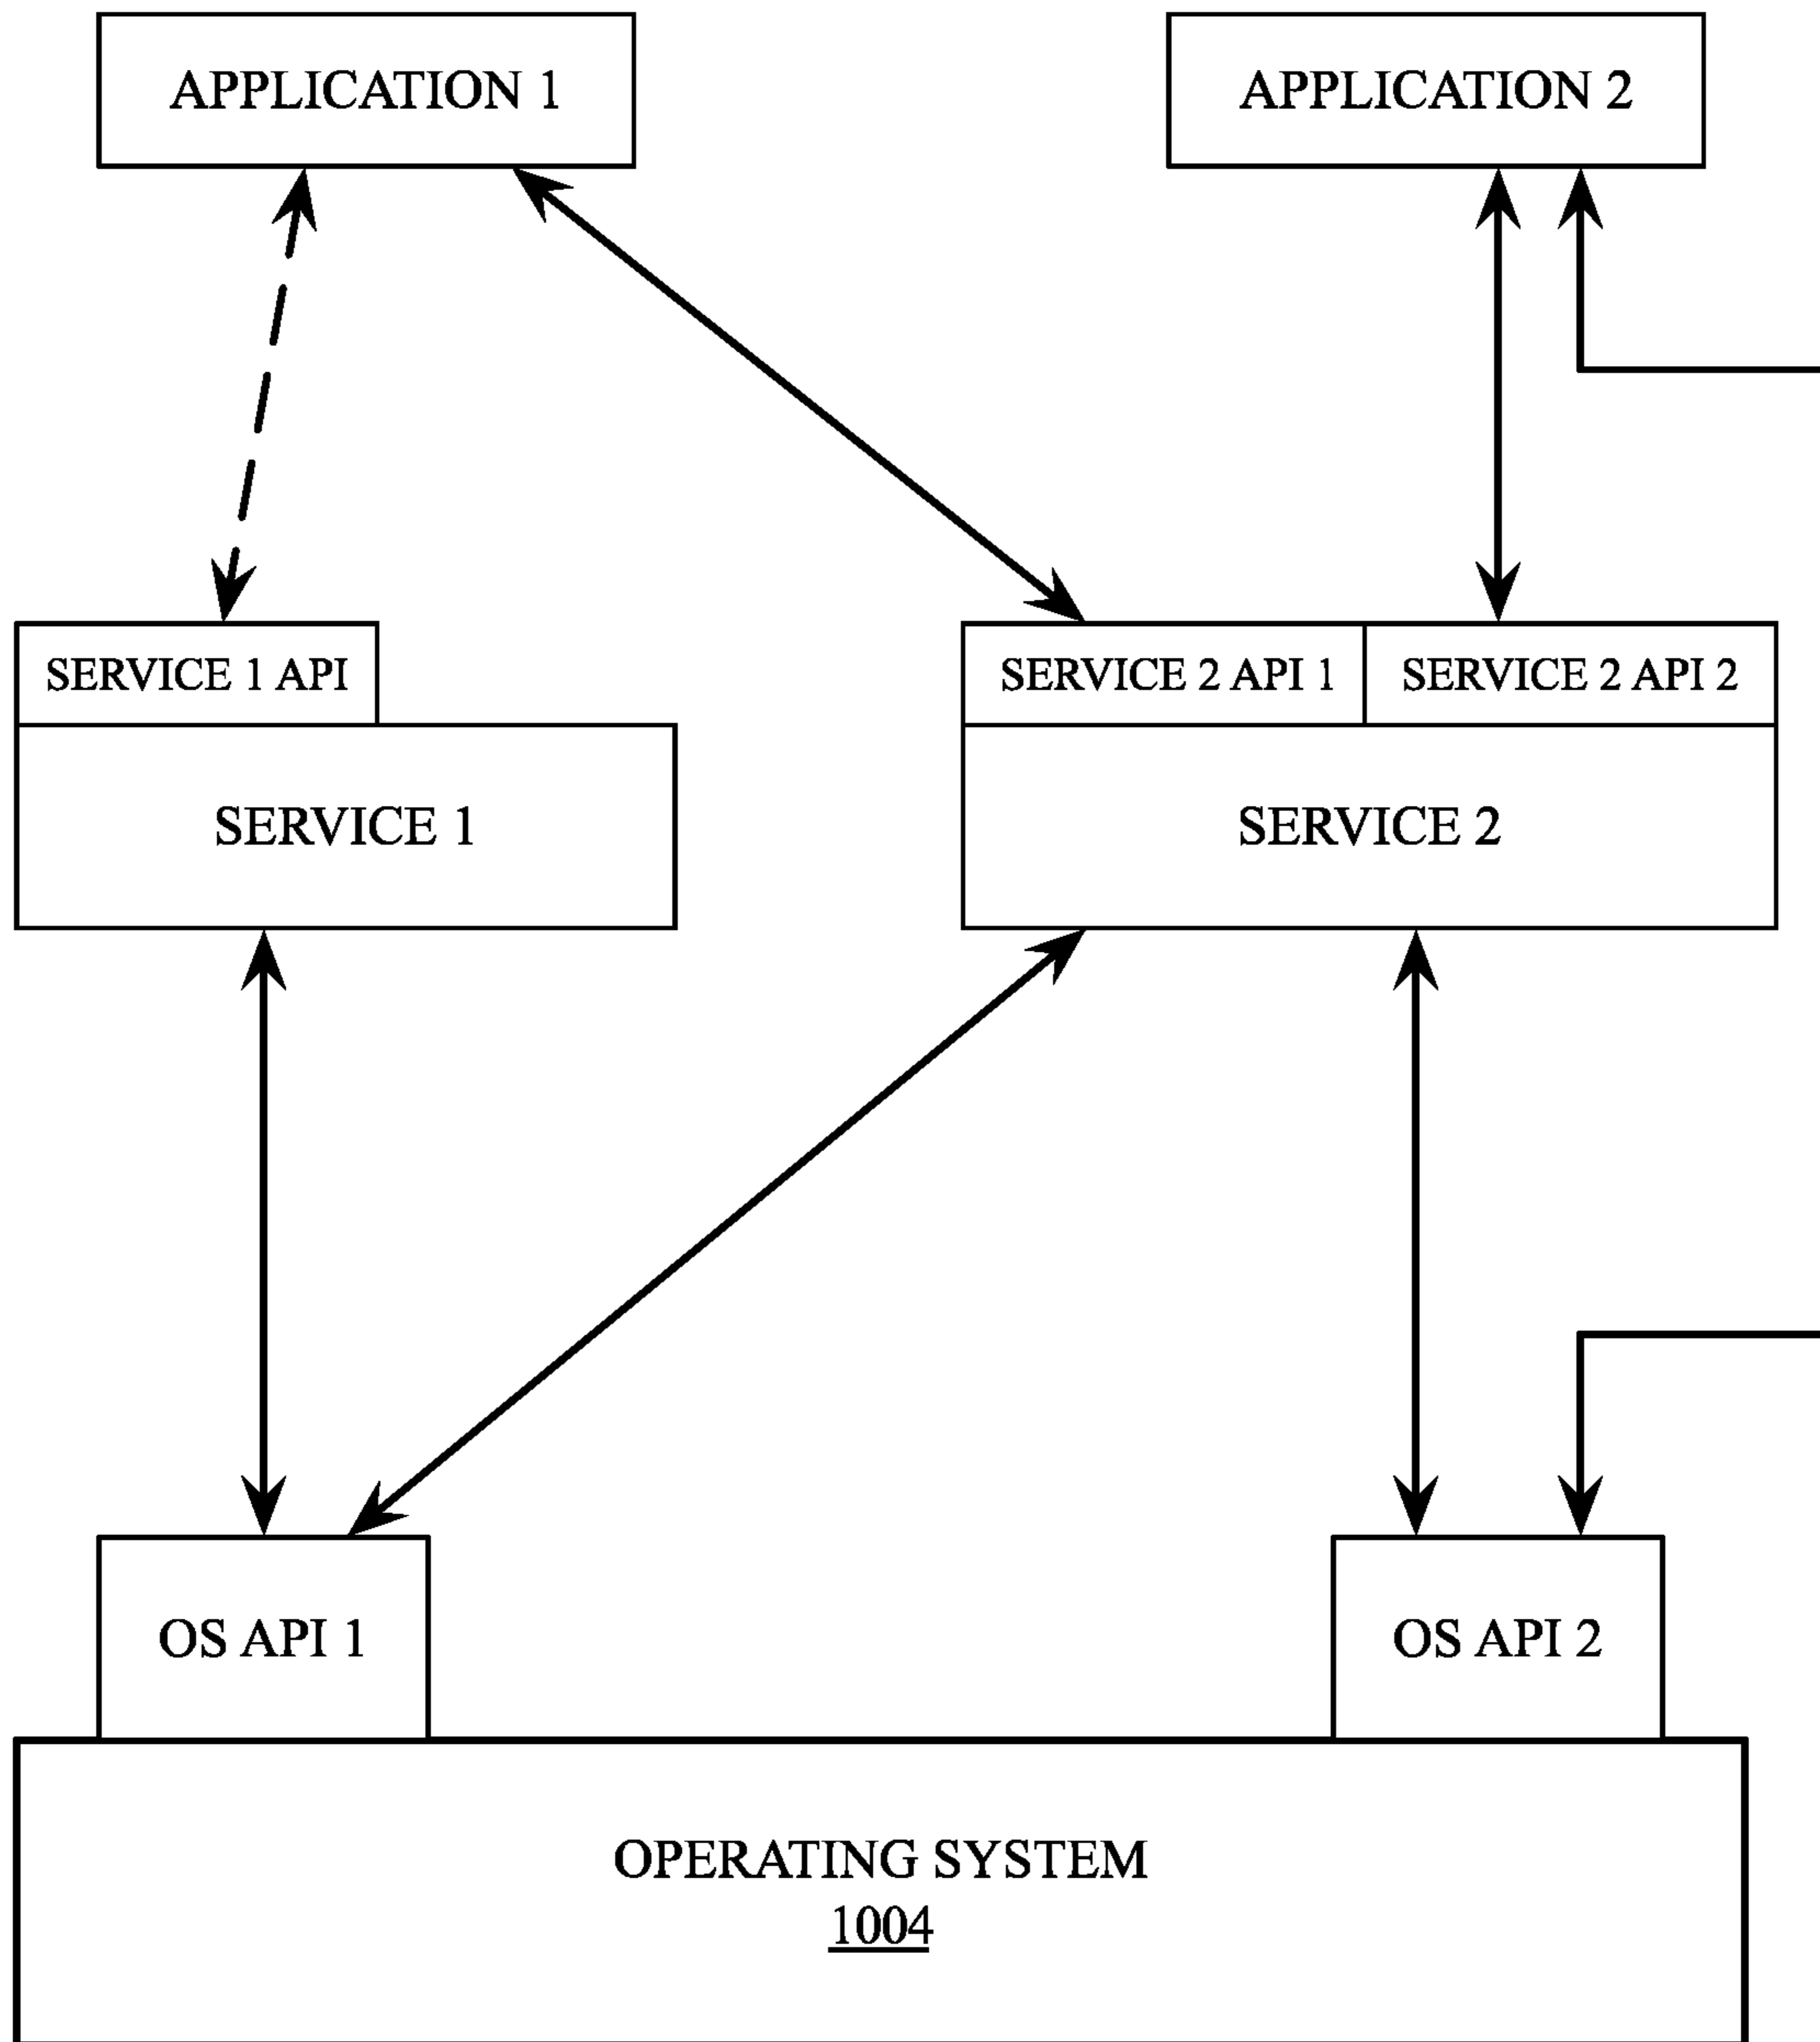 APPLICATION 1
APPLICATION 2
SERVICE 1 API
SERVICE 2 API 1
SERVICE 2 API 2
SERVICE 1
SERVICE 2
OS API 1
OS API 2
OPERATING SYSTEM
1004